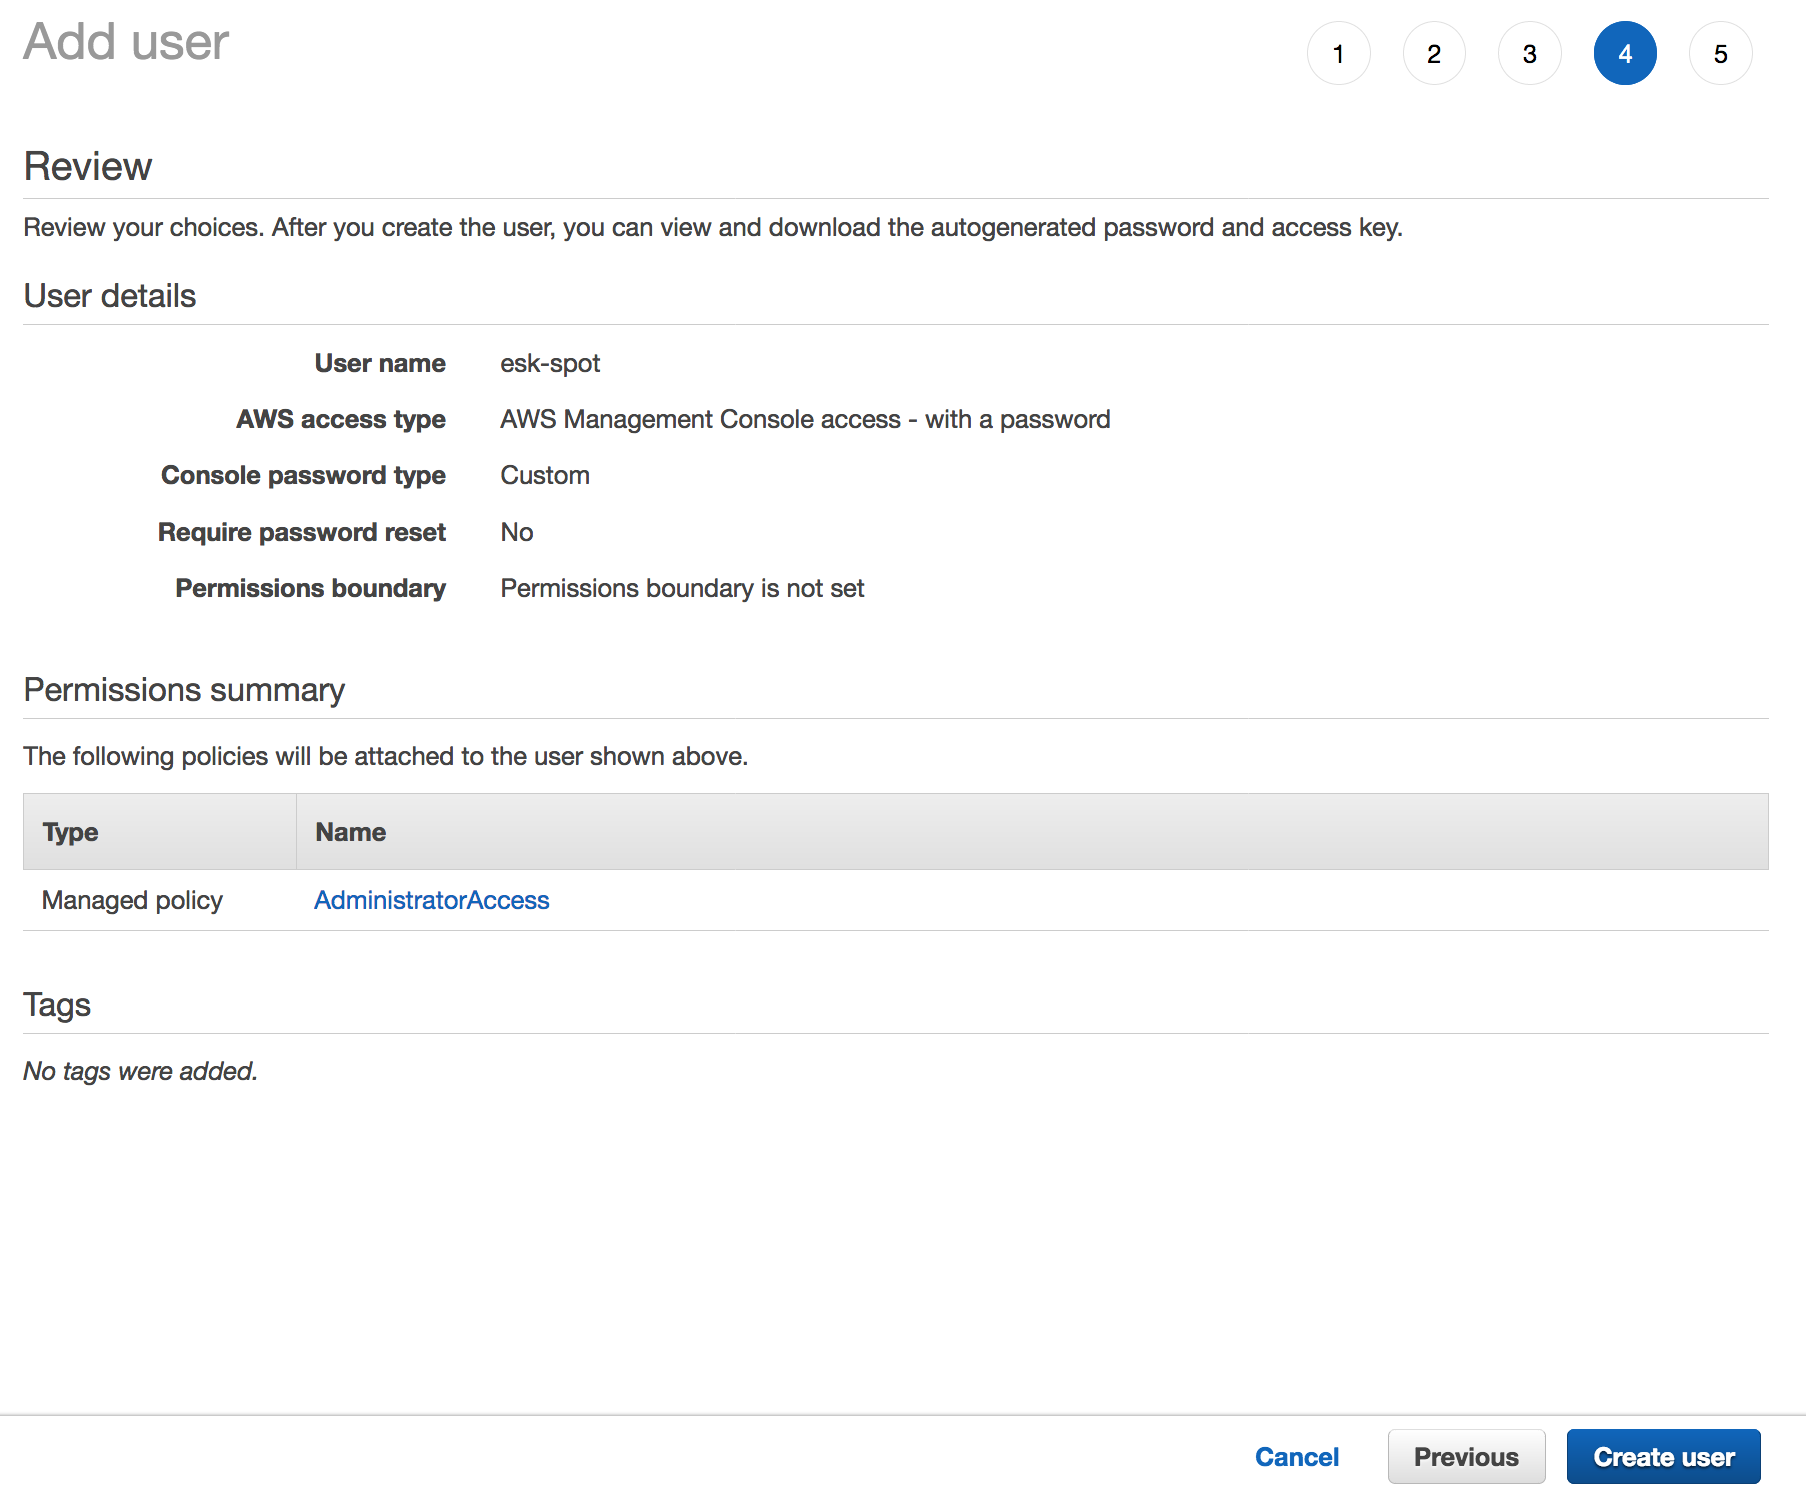 Add user
1 2 3 4 5
Review
Review your choices. After you create the user, you can view and download the autogenerated password and access key.
User details
User name esk-spot
AWS access type AWS Management Console access - with a password
Console password type Custom
Require password reset No
Permissions boundary Permissions boundary is not set
Permissions summary
The following policies will be attached to the user shown above.
Type Name
Managed policy AdministratorAccess
Tags
No tags were added.
Cancel Previous Create user